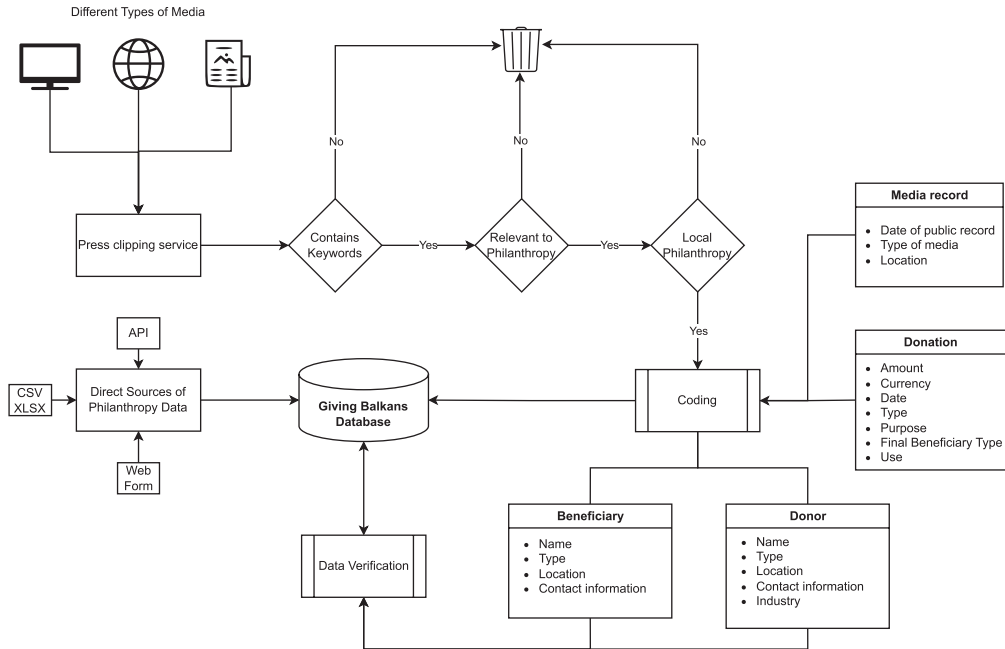 Different Types of Media
No
No
No
Press clipping service
Contains
Keywords
Yes
Relevant to
Philanthropy
Yes
Local
Philanthropy
Yes
Media record
Date of public record
Type of media
Location
API
CSV
XLSX
Direct Sources of
Philanthropy Data
Web
Form
Giving Balkans
Database
Coding
Donation
Amount
Currency
Date
Type
Purpose
Final Beneficiary Type
Use
Data Verification
Beneficiary
Name
Type
Location
Contact information
Donor
Name
Type
Location
Contact information
Industry